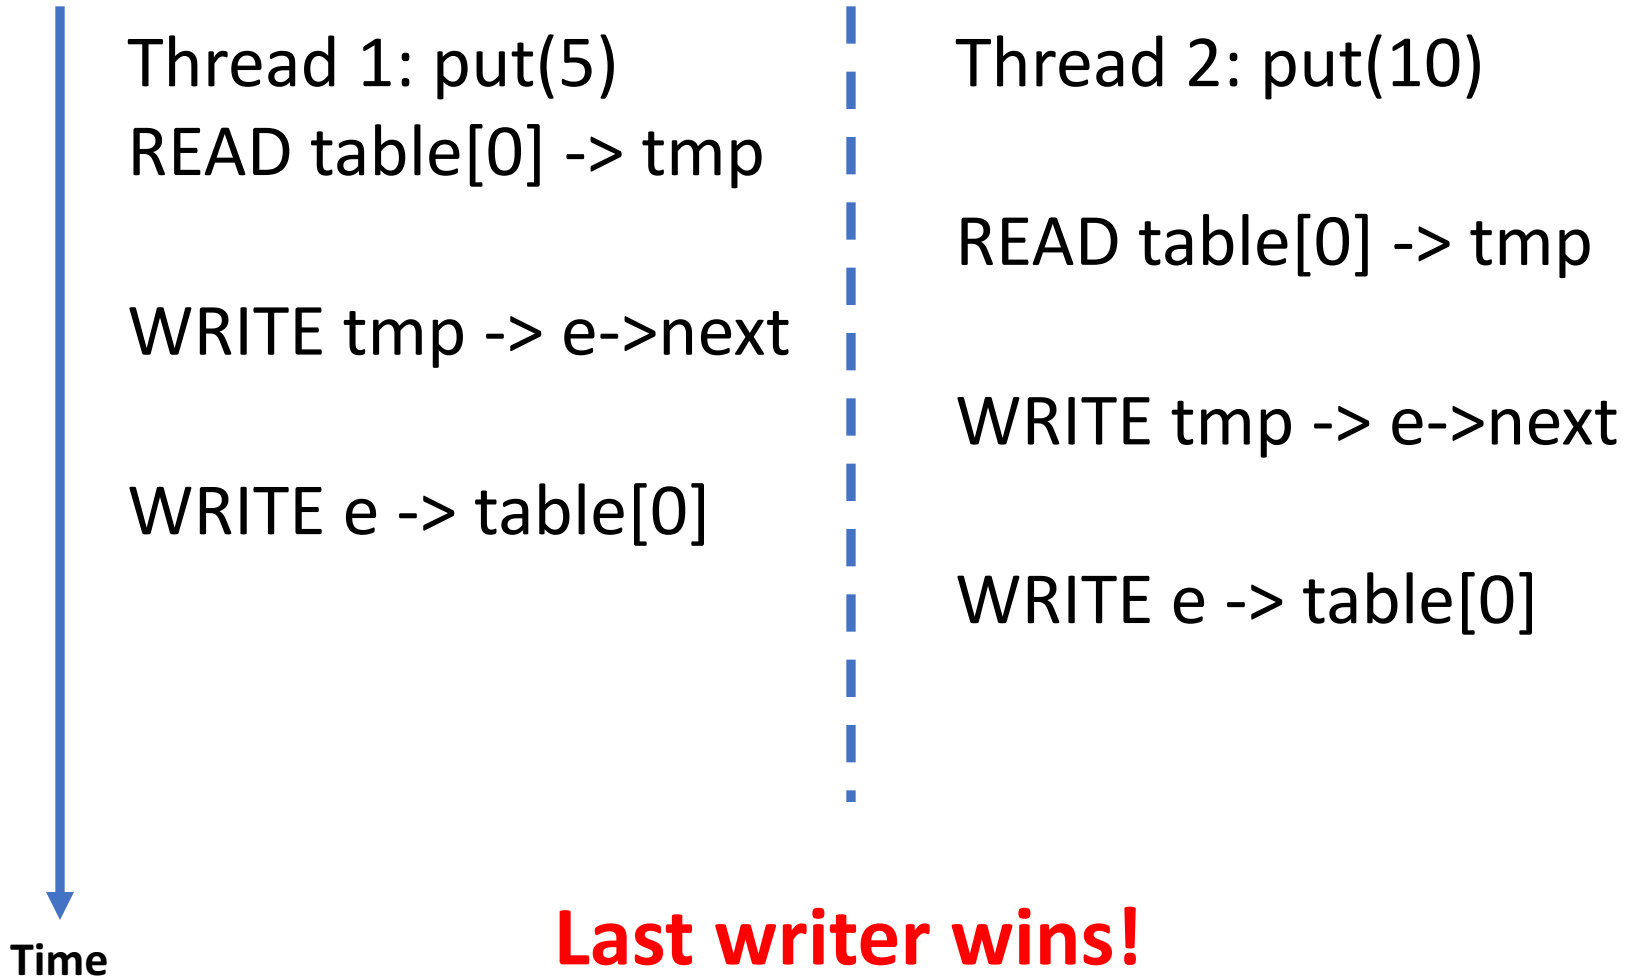 Thread 1: put(5)
READ table[0] -> tmp
WRITE tmp -> e->next
WRITE e -> table[0]
Thread 2: put(10)
READ table[0] -> tmp
WRITE tmp -> e->next
WRITE e -> table[0]
Last writer wins!
Time